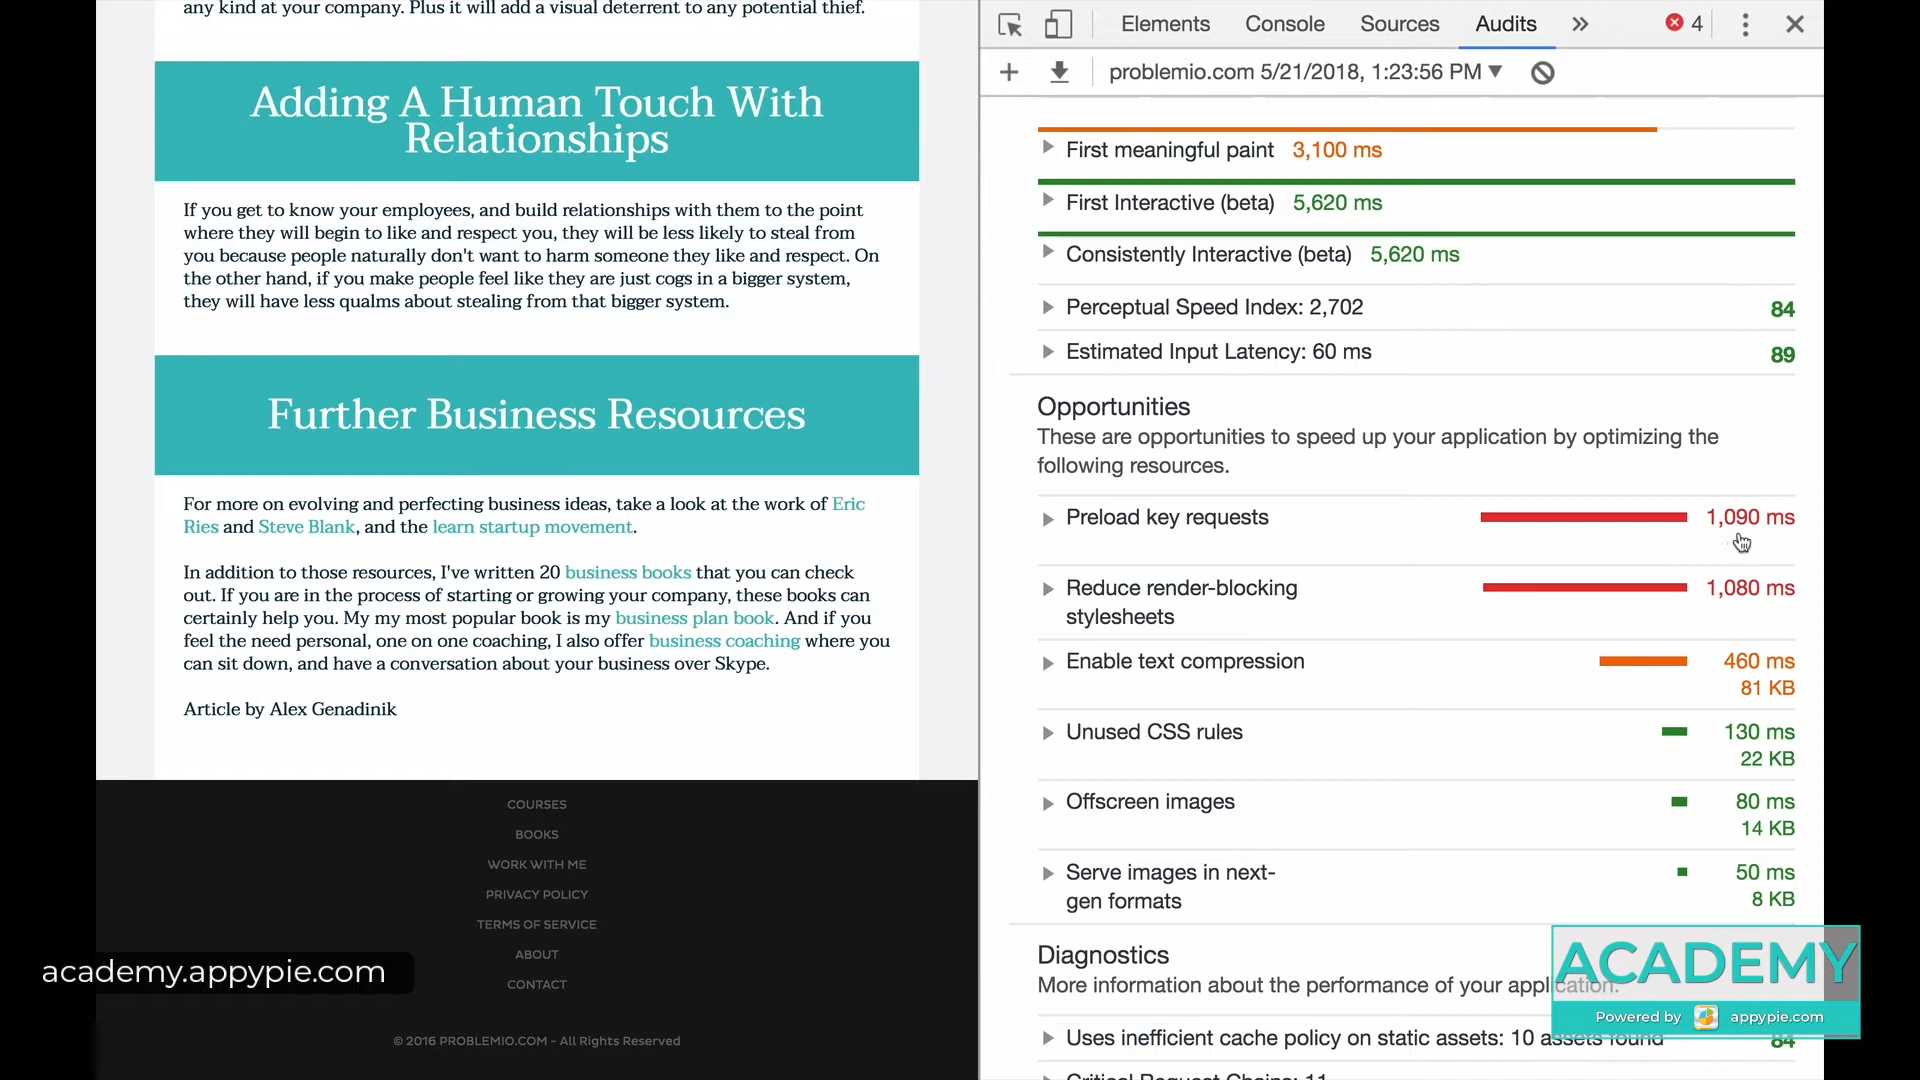 any kind at your company. Plus it will add a visual deterrent to any potential thief.
Adding A Human Touch With
Relationships
If you get to know your employees, and build relationships with them to the point
where they will begin to like and respect you, they will be less likely to steal from
you because people naturally don't want to harm someone they like and respect. On
the other hand, if you make people feel like they are just cogs in a bigger system,
they will have less qualms about stealing from that bigger system.
Further Business Resources
For more on evolving and perfecting business ideas, take a look at the work of Eric
Ries and Steve Blank, and the learn startup movement.
In addition to those resources, I've written 20 business books that you can check
out. If you are in the process of starting or growing your company, these books can
certainly help you. My my most popular book is my business plan book. And if you
feel the need personal, one on one coaching, I also offer business coaching where you
can sit down, and have a conversation about your business over Skype.
Article by Alex Genadinik
COURSES
BOOKS
WORK WITH ME
PRIVACY POLICY
TERMS OF SERVICE
ABOUT
CONTACT
© 2016 PROBLEMIO.COM - All Rights Reserved
academy.appypie.com
Elements Console Sources Audits » 4
problemio.com 5/21/2018, 1:23:56 PM
First meaningful paint 3,100 ms
First Interactive (beta) 5,620 ms
Consistently Interactive (beta) 5,620 ms
Perceptual Speed Index: 2,702 84
Estimated Input Latency: 60 ms 89
Opportunities
These are opportunities to speed up your application by optimizing the
following resources.
Preload key requests 1,090 ms
Reduce render-blocking 1,080 ms
stylesheets
Enable text compression 460 ms
81 KB
Unused CSS rules 130 ms
22 KB
Offscreen images 80 ms
14 KB
Serve images in next- 50 ms
gen formats 8 KB
Diagnostics
More information about the performance of your application.
Uses inefficient cache policy on static assets: 10 assets found 84
Critical Request Chains: 11
ACADEMY
Powered by appypie.com